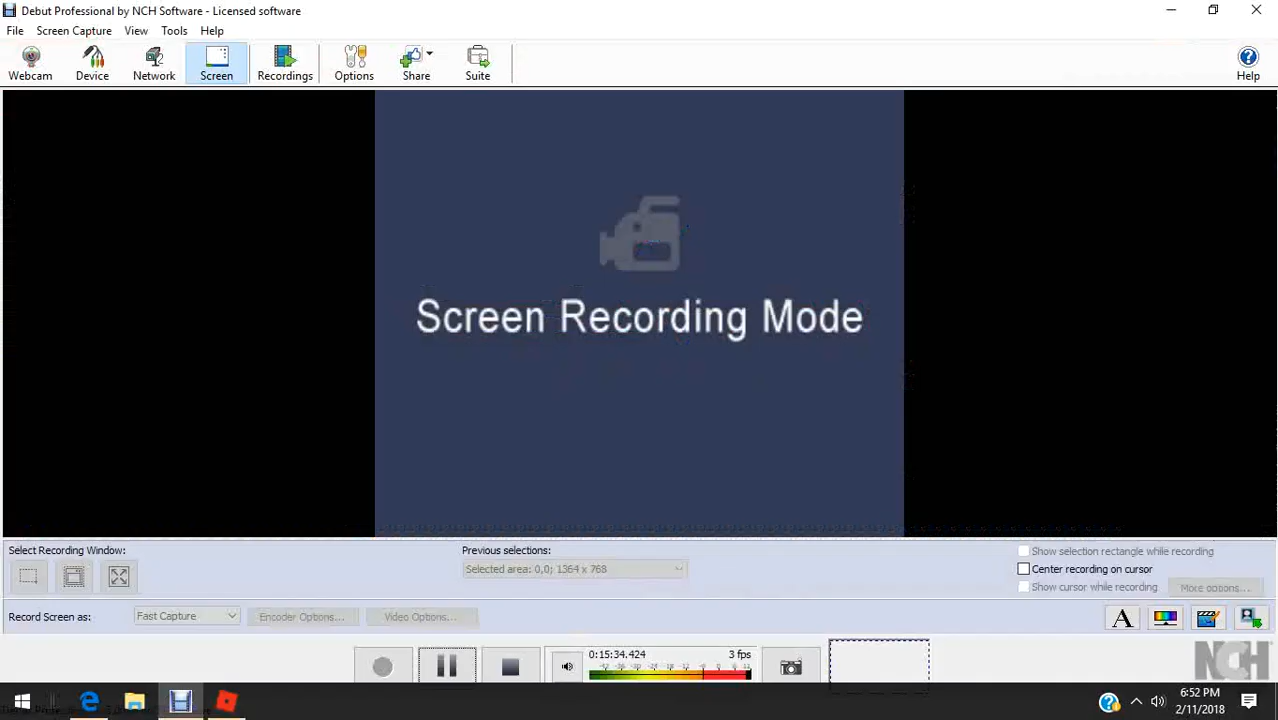 Debut Professional by NCH Software - Licensed software
File Screen Capture View Tools Help
Webcam Device Network Screen Recordings Options Share Suite Help
Screen Recording Mode
Select Recording Window:
Previous selections:
Selected area: 0,0; 1364 x 768
Show selection rectangle while recording
Center recording on cursor
Show cursor while recording
More options...
Record Screen as:
Fast Capture
Encoder Options...
Video Options...
A
0:15:34.424
3 fps
NCH
6:52 PM
2/11/2018